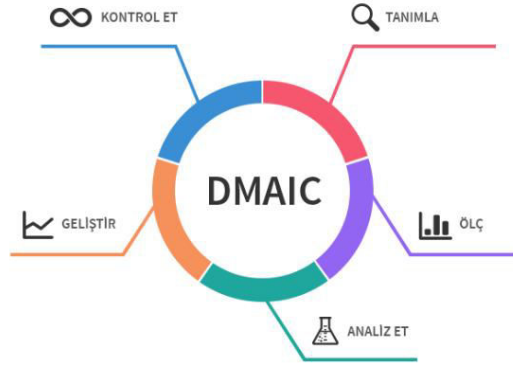 KONTROL ET
TANIMLA
DMAIC
GELİŞTİR
ÖLÇ
ANALİZ ET